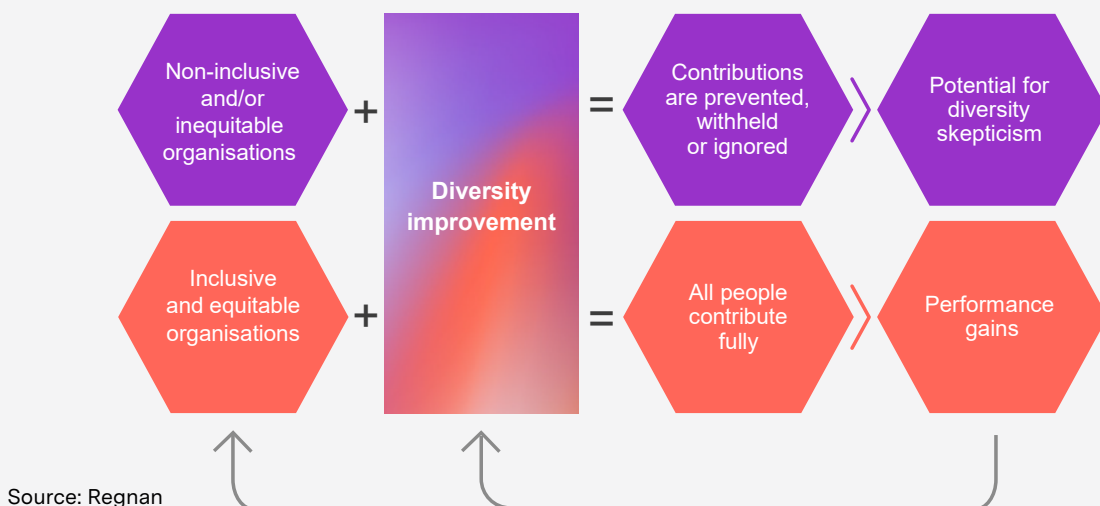 Non-inclusive
and/or
inequitable
organisations
+
Diversity
improvement
=
Contributions
are prevented,
withheld
or ignored
Potential for
diversity
skepticism
Inclusive
and equitable
organisations
+
=
All people
contribute
fully
Performance
gains
Source: Regnan